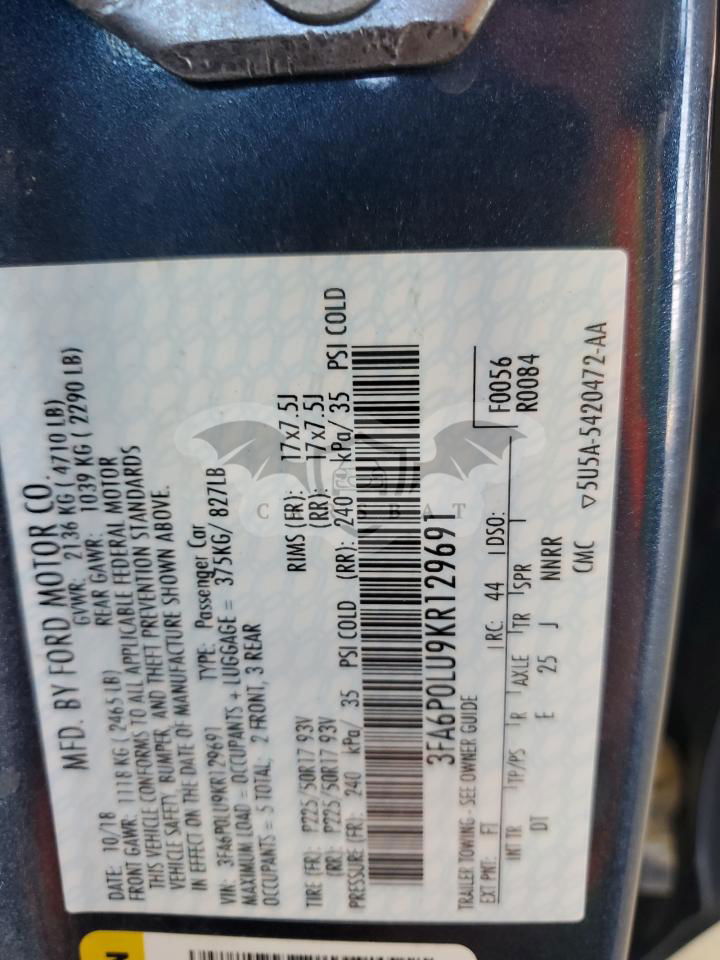 MFD. BY FORD MOTOR CO.
DATE: 10/18 GVWR: 2136 KG ( 4710 LB)
FRONT GAWR: 1118 KG ( 2465 LB) REAR GAWR: 1039 KG ( 2290 LB)
THIS VEHICLE CONFORMS TO ALL APPLICABLE FEDERAL MOTOR
VEHICLE SAFETY, BUMPER, AND THEFT PREVENTION STANDARDS
IN EFFECT ON THE DATE OF MANUFACTURE SHOWN ABOVE.
VIN: 3FA6P0LU9KR129691 TYPE: Passenger Car
MAXIMUM LOAD = OCCUPANTS + LUGGAGE = 375KG/ 827LB
OCCUPANTS = 5 TOTAL; 2 FRONT, 3 REAR
TIRE (FR): P225/50R17 93V RIMS (FR): 17x7.5J
(RR): P225/50R17 93V (RR): 17x7.5J
PRESSURE (FR): 240 kPa/ 35 PSI COLD (RR): 240 kPa/ 35 PSI COLD
3FA6P0LU9KR129691
TRAILER TOWING - SEE OWNER GUIDE
EXT PNT: FT RC: 44 DSO: F0056
R0084
INT TR TP/PS R AXLE TR SPR
DT E 25 J NNRR
CMC ▽5U5A-5420472-AA
N